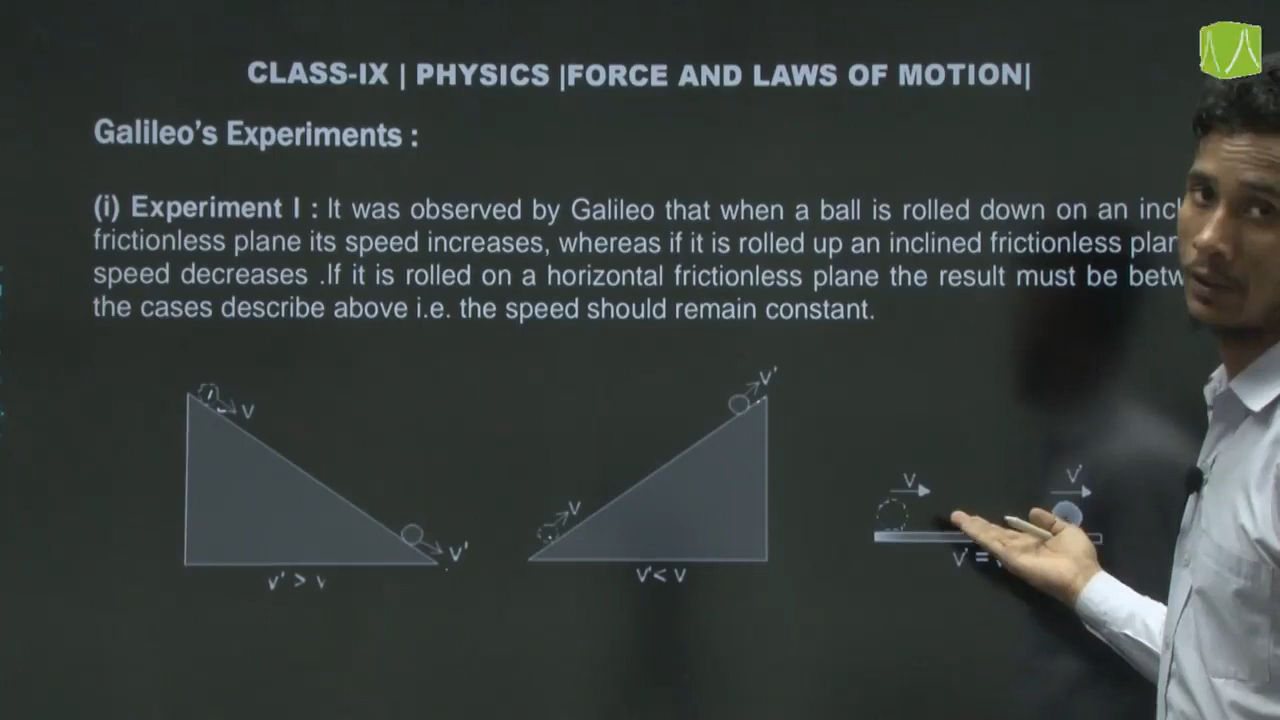 CLASS-IX | PHYSICS |FORCE AND LAWS OF MOTION|
Galileo's Experiments :
(i) Experiment I : It was observed by Galileo that when a ball is rolled down on an
frictionless plane its speed increases, whereas if it is rolled up an inclined frictionless
speed decreases .If it is rolled on a horizontal frictionless plane the result must be
the cases describe above i.e. the speed should remain constant.
V
V'
V' > V
V
V'
V'< V
V
V'
V' =